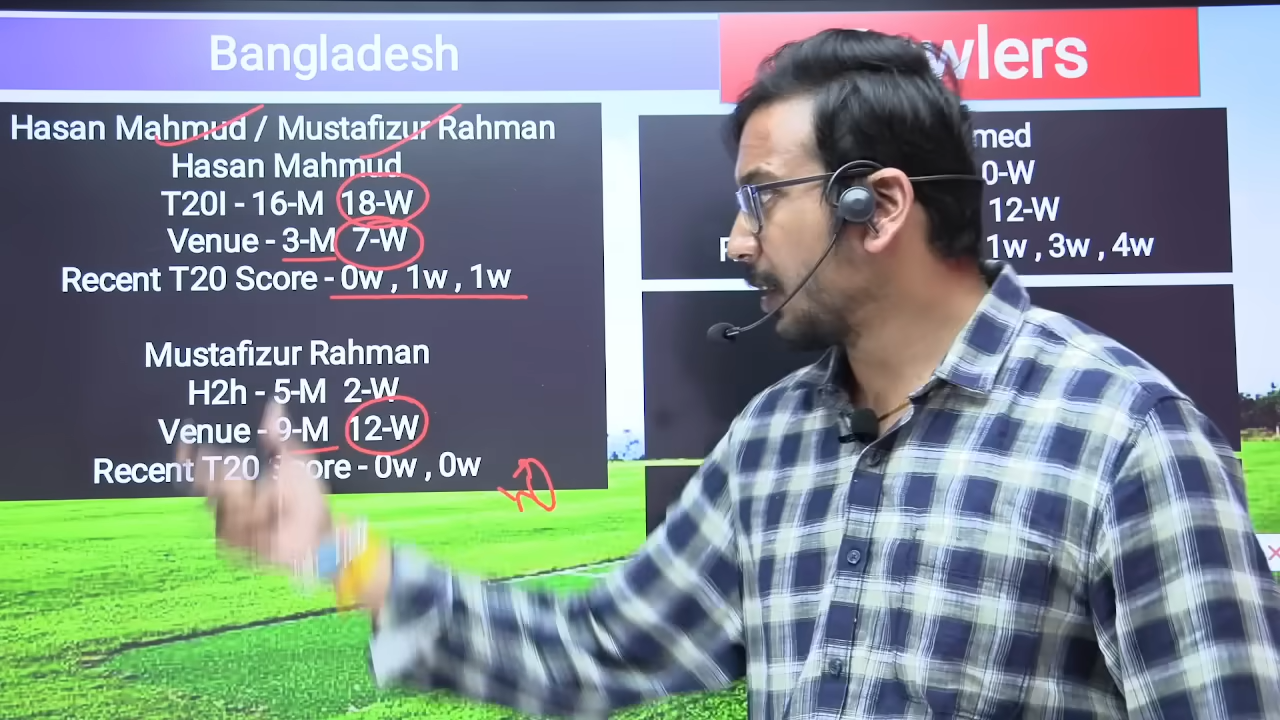 Bangladesh
wlers
Hasan Mahmud / Mustafizur Rahman
Hasan Mahmud
T20I - 16-M 18-W
Venue - 3-M 7-W
Recent T20 Score - 0w , 1w , 1w
Mustafizur Rahman
H2h - 5-M 2-W
Venue - 9-M 12-W
Recent T20 Score - 0w , 0w
med
0-W
12-W
1w , 3w , 4w